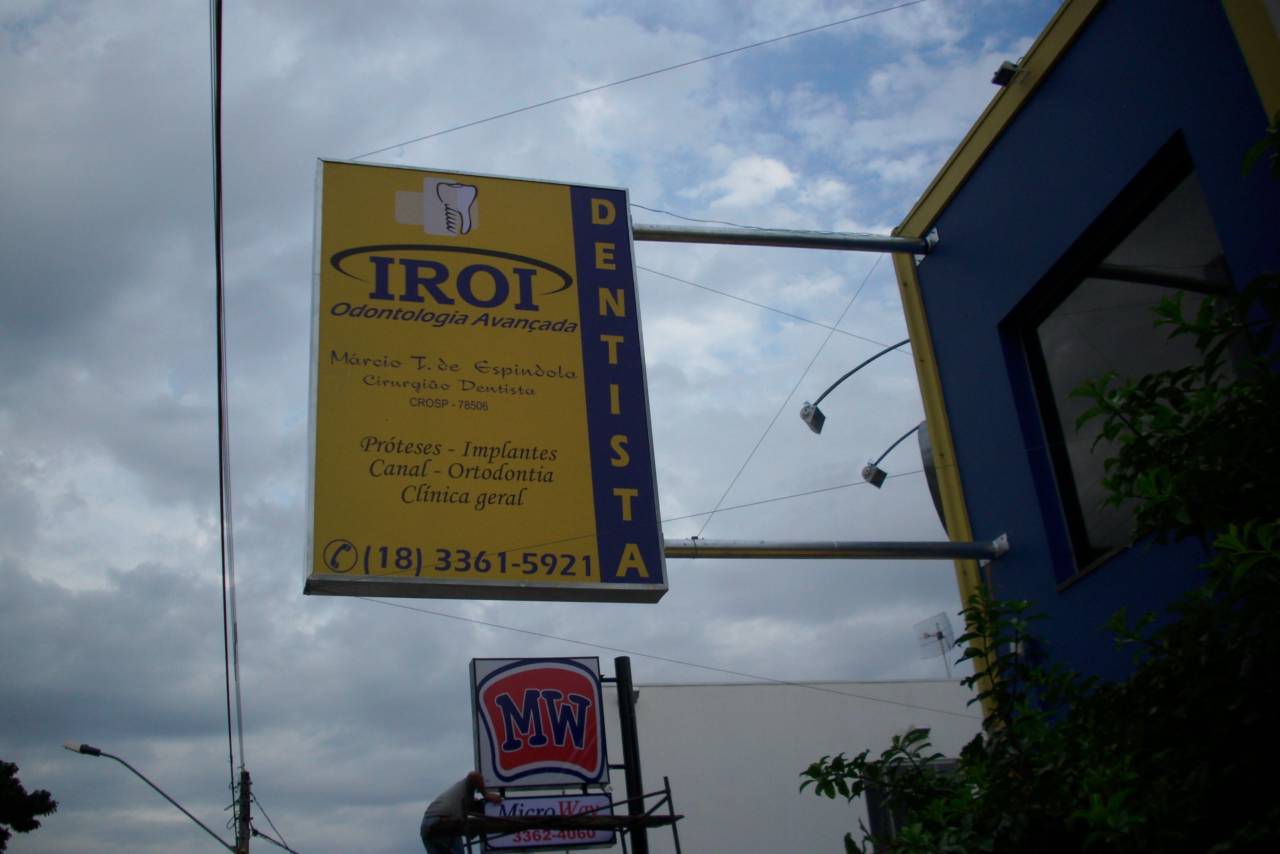 IROI
Odontologia Avançada
Márcio T. de Espindola
Cirurgião Dentista
CROSP - 78506
Próteses - Implantes
Canal - Ortodontia
Clínica geral
(18) 3361-5921
DENTISTA
MW
MicroWay
3362-4060